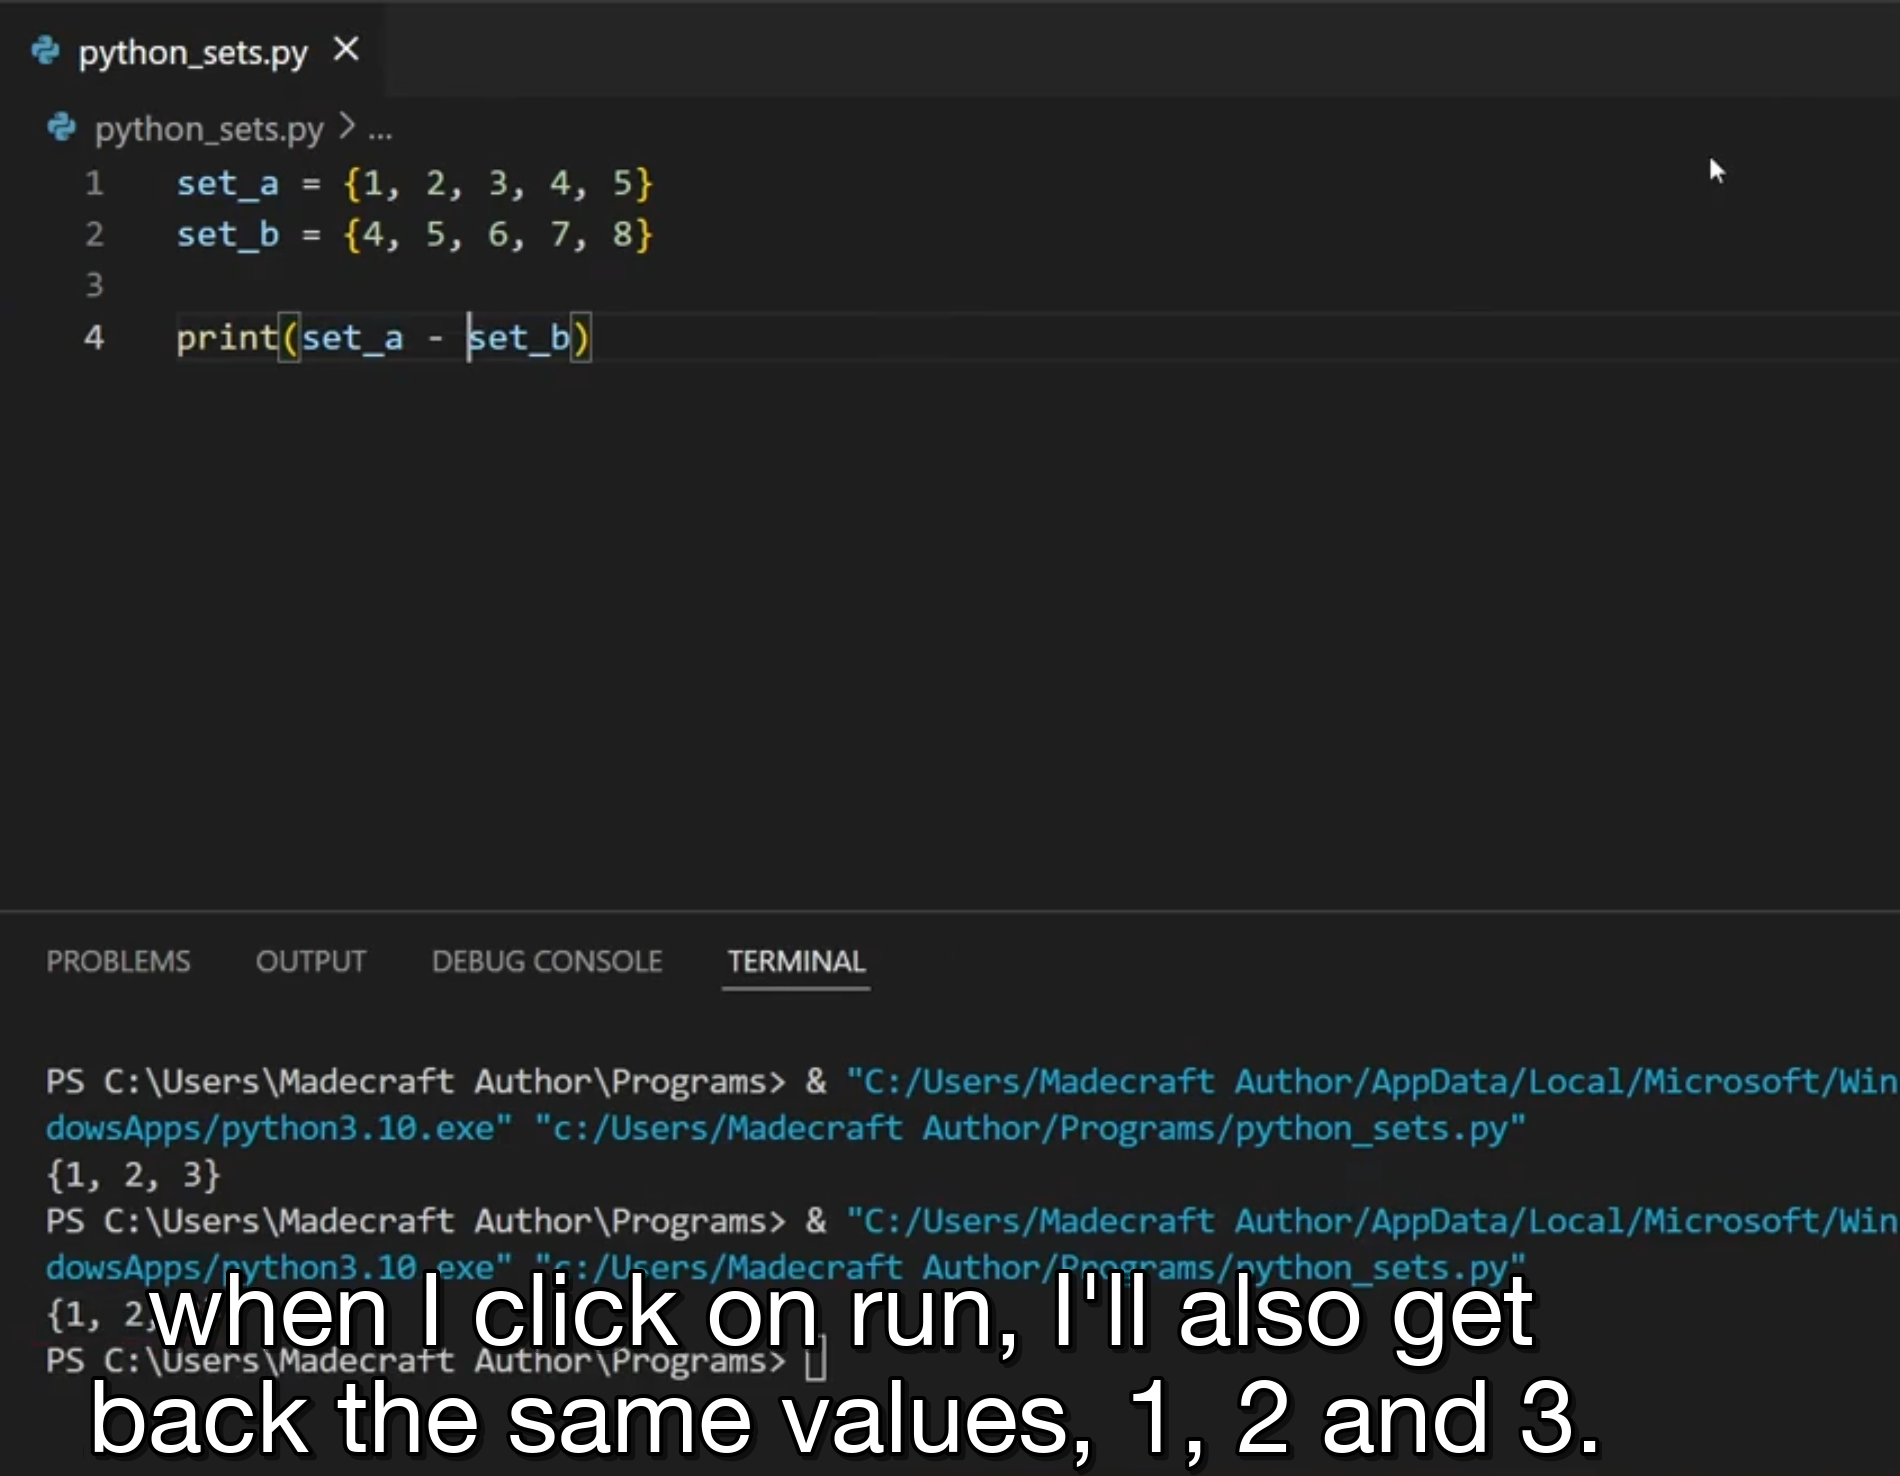 python_sets.py
python_sets.py > ...
1 set_a = {1, 2, 3, 4, 5}
2 set_b = {4, 5, 6, 7, 8}
3
4 print(set_a - set_b)
PROBLEMS OUTPUT DEBUG CONSOLE TERMINAL
PS C:\Users\Madecraft Author\Programs> & "C:/Users/Madecraft Author/AppData/Local/Microsoft/Win
dowsApps/python3.10.exe" "c:/Users/Madecraft Author/Programs/python_sets.py"
{1, 2, 3}
PS C:\Users\Madecraft Author\Programs> & "C:/Users/Madecraft Author/AppData/Local/Microsoft/Win
dowsApps/python3.10.exe" "c:/Users/Madecraft Author/Programs/python_sets.py"
{1, 2,
when I click on run, I'll also get
PS C:\Users\Madecraft Author\Programs>
back the same values, 1, 2 and 3.